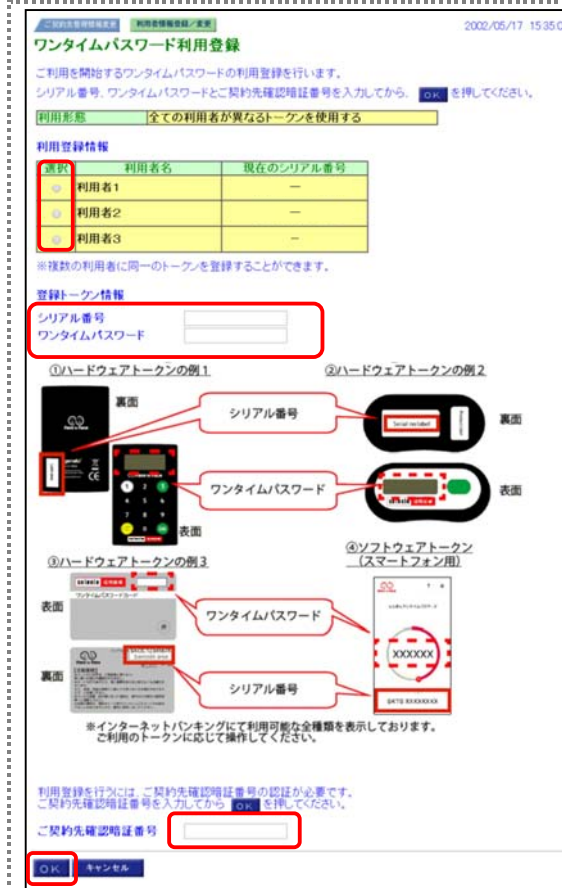 ご契約先管理情報変更 利用者情報登録／変更 2002/05/17 15:35:0
ワンタイムパスワード利用登録
ご利用を開始するワンタイムパスワードの利用登録を行います。
シリアル番号、ワンタイムパスワードとご契約先確認暗証番号を入力してから、 OK を押してください。
利用形態 全ての利用者が異なるトークンを使用する
利用登録情報
選択 利用者名 現在のシリアル番号
利用者1 －
利用者2 －
利用者3 －
※複数の利用者に同一のトークンを登録することができます。
登録トークン情報
シリアル番号
ワンタイムパスワード
①ハードウェアトークンの例1 ②ハードウェアトークンの例2
裏面 シリアル番号 裏面
ワンタイムパスワード 表面
表面
③ハードウェアトークンの例3 ④ソフトウェアトークン
（スマートフォン用）
表面 ワンタイムパスワード XXXXXX
裏面 シリアル番号
※インターネットバンキングにて利用可能な全種類を表示しております。
ご利用のトークンに応じて操作してください。
利用登録を行うには、ご契約先確認暗証番号の認証が必要です。
ご契約先確認暗証番号を入力してから OK を押してください。
ご契約先確認暗証番号
OK キャンセル